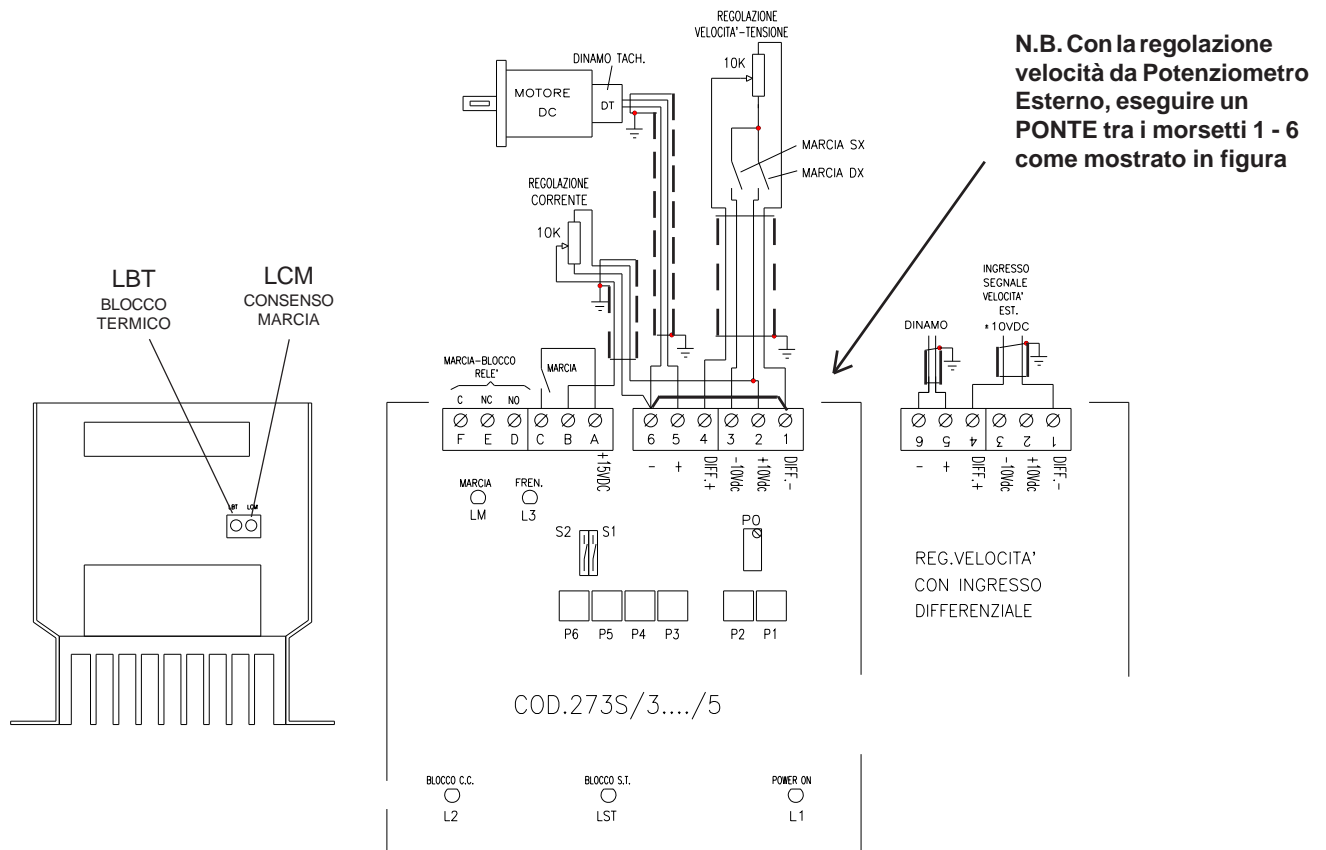 REGOLAZIONE
VELOCITA'-TENSIONE
10K
DINAMO TACH.
MOTORE
DC
DT
MARCIA SX
MARCIA DX
N.B. Con la regolazione
velocità da Potenziometro
Esterno, eseguire un
PONTE tra i morsetti 1 - 6
come mostrato in figura
REGOLAZIONE
CORRENTE
10K
LBT
BLOCCO
TERMICO
LCM
CONSENSO
MARCIA
LBT LCM
MARCIA-BLOCCO
RELE'
C NC NO
MARCIA
F E D C B A
6 5 4 3 2 1
+15VDC
- + DIFF.+ -10Vdc +10Vdc DIFF.-
MARCIA
LM
FREN.
L3
S2 S1
PO
P6 P5 P4 P3 P2 P1
COD.273S/3..../5
BLOCCO C.C.
L2
BLOCCO S.T.
LST
POWER ON
L1
INGRESSO
SEGNALE
VELOCITA'
EST.
10VDC
DINAMO
6 5 4 3 2 1
- + DIFF.+ -10Vdc +10Vdc DIFF.-
REG.VELOCITA'
CON INGRESSO
DIFFERENZIALE